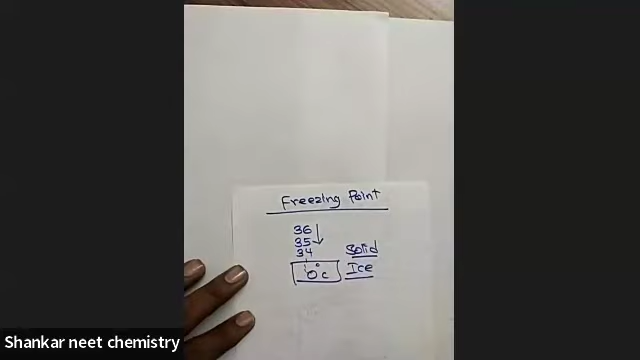 Freezing Point
36
35
34
Solid
0°C
Ice
Shankar neet chemistry